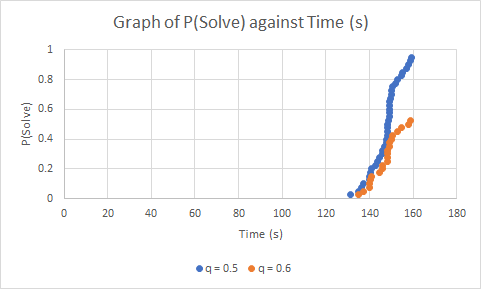 Graph of P(Solve) against Time (s)
1
0.8
0.6
0.4
0.2
0
P(Solve)
0 20 40 60 80 100 120 140 160 180
Time (s)
q = 0.5 q = 0.6